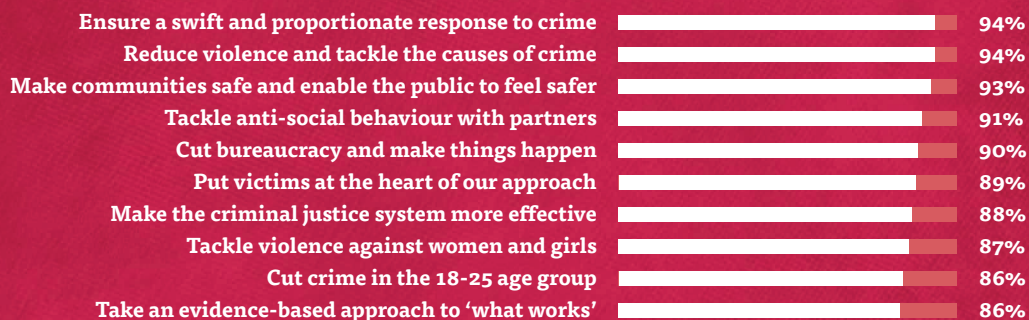 Ensure a swift and proportionate response to crime 94%
Reduce violence and tackle the causes of crime 94%
Make communities safe and enable the public to feel safer 93%
Tackle anti-social behaviour with partners 91%
Cut bureaucracy and make things happen 90%
Put victims at the heart of our approach 89%
Make the criminal justice system more effective 88%
Tackle violence against women and girls 87%
Cut crime in the 18-25 age group 86%
Take an evidence-based approach to ‘what works’ 86%